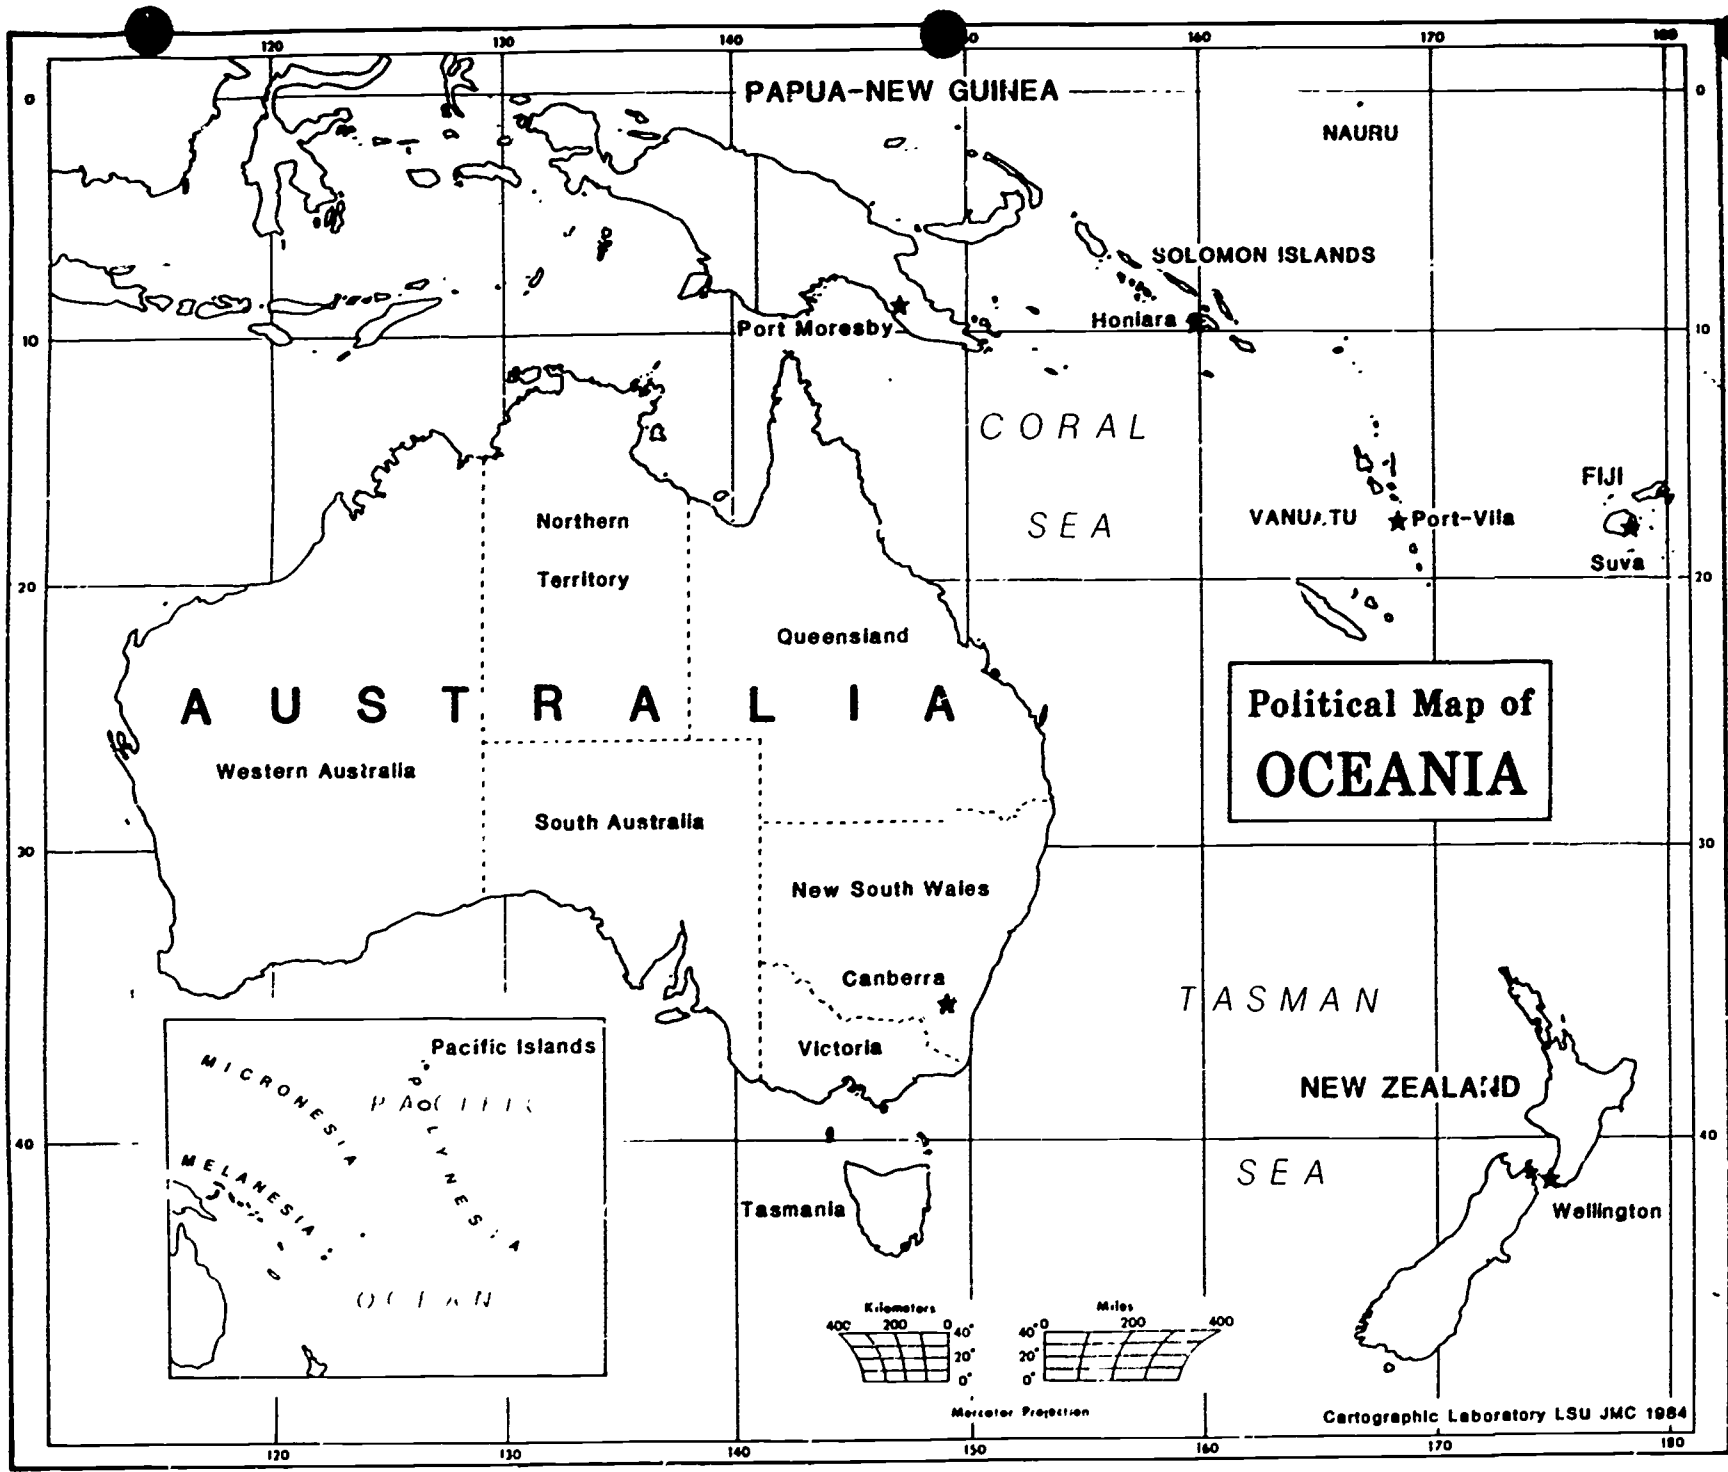 120 130 140 160 170 180
PAPUA-NEW GUINEA
0 0
NAURU
SOLOMON ISLANDS
Honiara
Port Moresby
10 10
CORAL
SEA
FIJI
VANUATU Port-Vila
Suva
Northern
Territory
20 20
Queensland
AUSTRALIA
Political Map of
OCEANIA
Western Australia
South Australia
30 30
New South Wales
Canberra
TASMAN
Victoria
NEW ZEALAND
40 40
SEA
Tasmania
Wellington
Pacific Islands
MICRONESIA
POLYNESIA
PACIFIC
MELANESIA
OCEAN
Kilometers
400 200 0
40°
20°
0°
Miles
0 200 400
40°
20°
0°
Mercator Projection
Cartographic Laboratory LSU JMC 1984
120 130 140 150 160 170 180